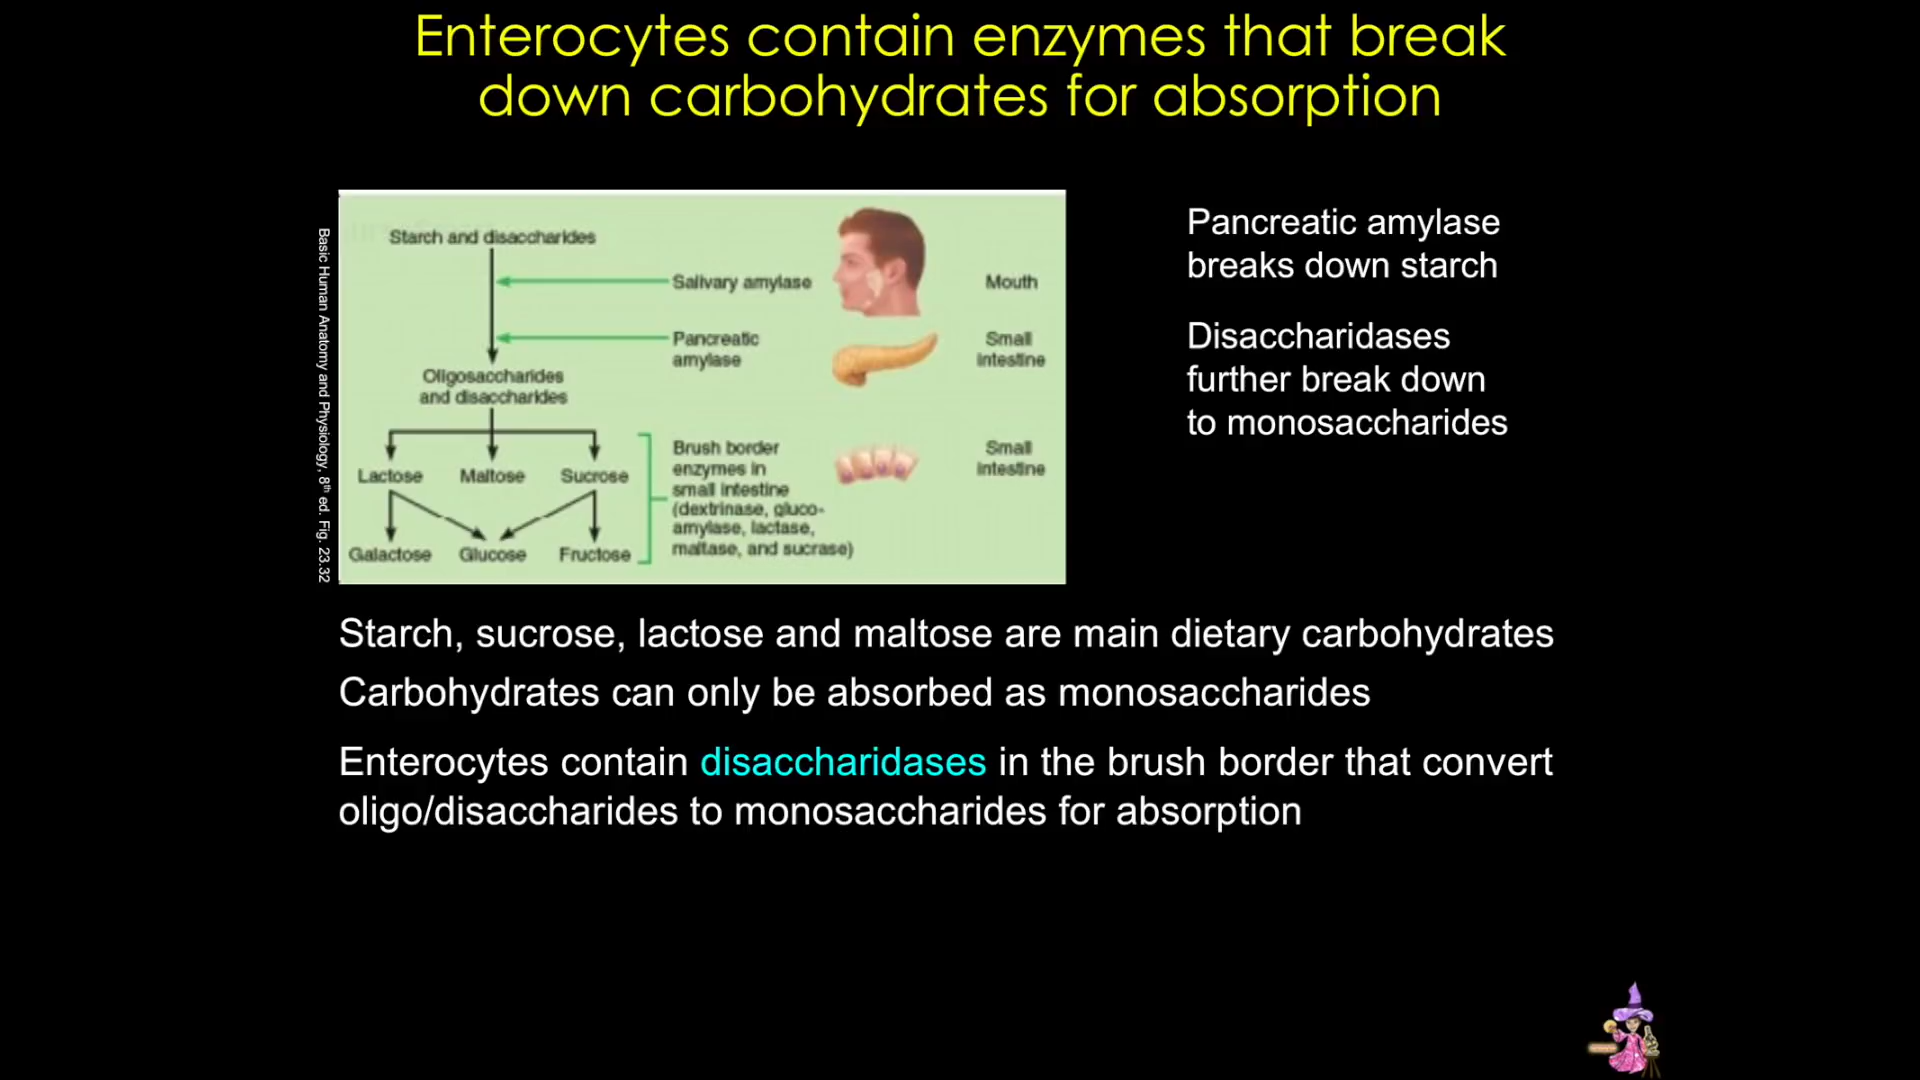 Enterocytes contain enzymes that break
down carbohydrates for absorption
Basic Human Anatomy and Physiology, 8th ed. Fig. 23.32
Starch and disaccharides
Salivary amylase
Mouth
Pancreatic
amylase
Small
intestine
Oligosaccharides
and disaccharides
Lactose Maltose Sucrose
Galactose Glucose Fructose
Brush border
enzymes in
small intestine
(dextrinase, gluco-
amylase, lactase,
maltase, and sucrase)
Small
intestine
Pancreatic amylase
breaks down starch
Disaccharidases
further break down
to monosaccharides
Starch, sucrose, lactose and maltose are main dietary carbohydrates
Carbohydrates can only be absorbed as monosaccharides
Enterocytes contain disaccharidases in the brush border that convert
oligo/disaccharides to monosaccharides for absorption